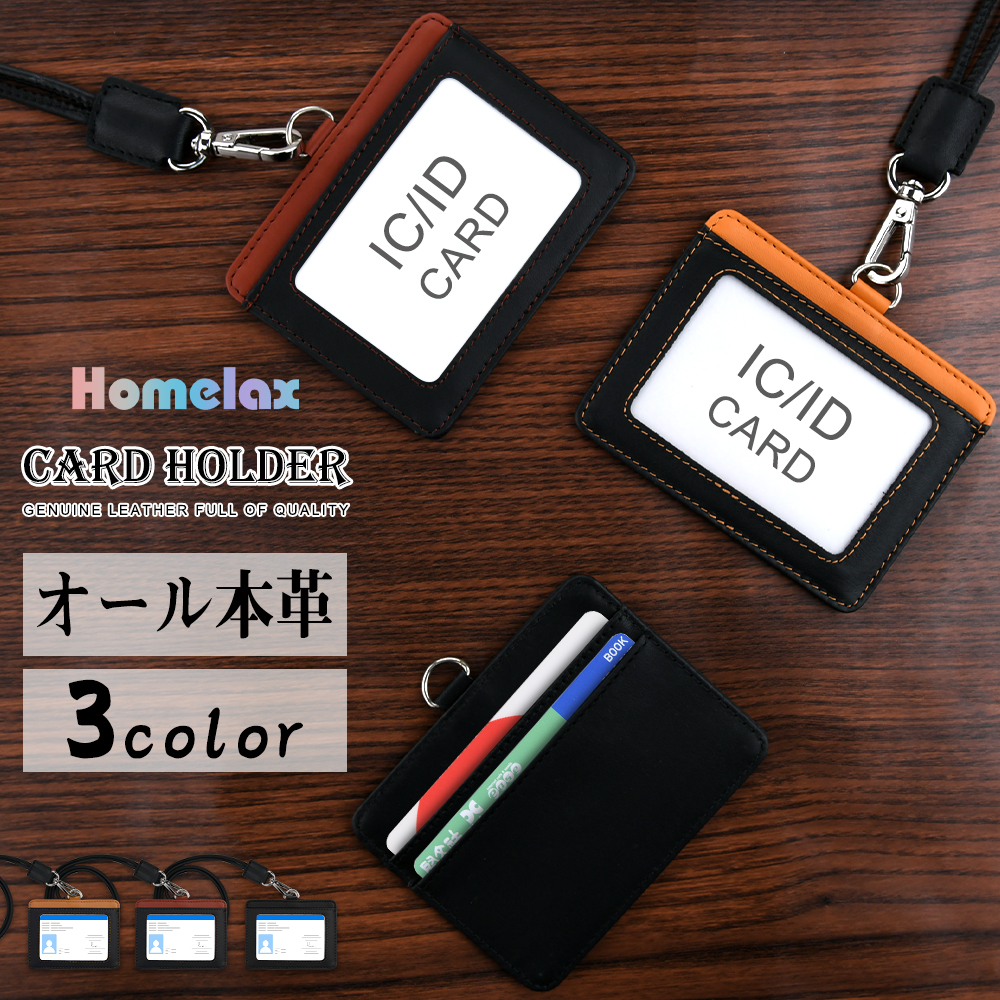 IC/ID
CARD
IC/ID
CARD
Homelax
CARD HOLDER
GENUINE LEATHER FULL OF QUALITY
オール本革
3color
BOOK